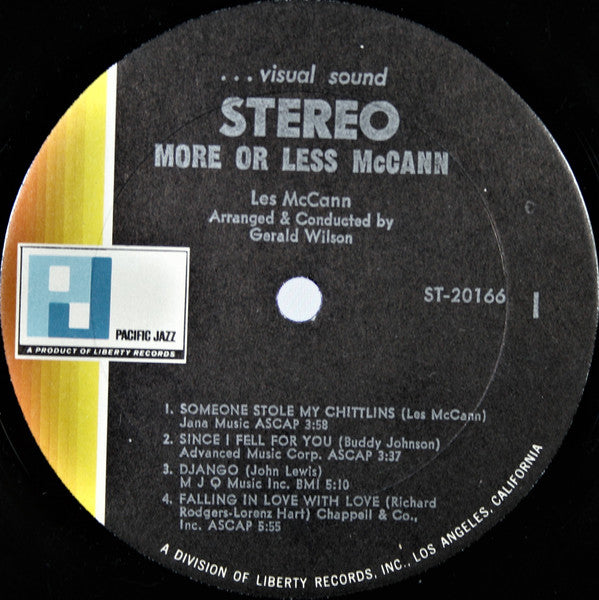 ...visual sound
STEREO
MORE OR LESS McCANN
Les McCann
Arranged & Conducted by
Gerald Wilson
ST-20166 1
PJ
PACIFIC JAZZ
A PRODUCT OF LIBERTY RECORDS
1. SOMEONE STOLE MY CHITTLINS (Les McCann)
Jana Music ASCAP 3:58
2. SINCE I FELL FOR YOU (Buddy Johnson)
Advanced Music Corp. ASCAP 3:37
3. DJANGO (John Lewis)
M J Q Music Inc. BMI 5:10
4. FALLING IN LOVE WITH LOVE (Richard
Rodgers-Lorenz Hart) Chappell & Co.,
Inc. ASCAP 5:55
A DIVISION OF LIBERTY RECORDS, INC., LOS ANGELES, CALIFORNIA